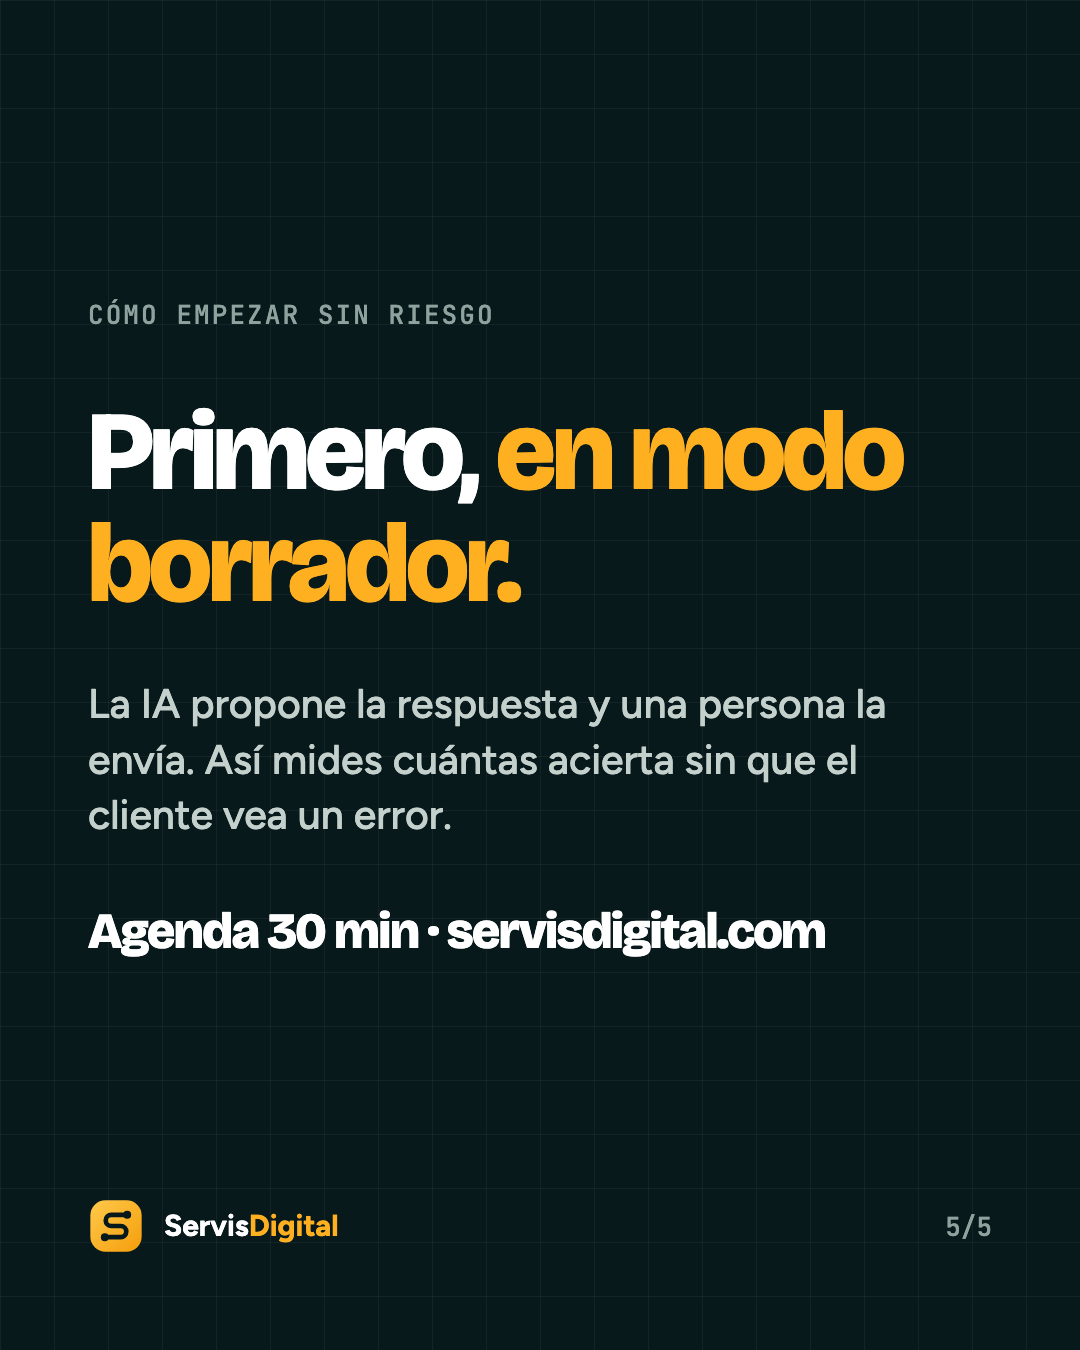 CÓMO EMPEZAR SIN RIESGO
Primero, en modo
borrador.
La IA propone la respuesta y una persona la
envía. Así mides cuántas acierta sin que el
cliente vea un error.
Agenda 30 min · servisdigital.com
ServisDigital
5/5